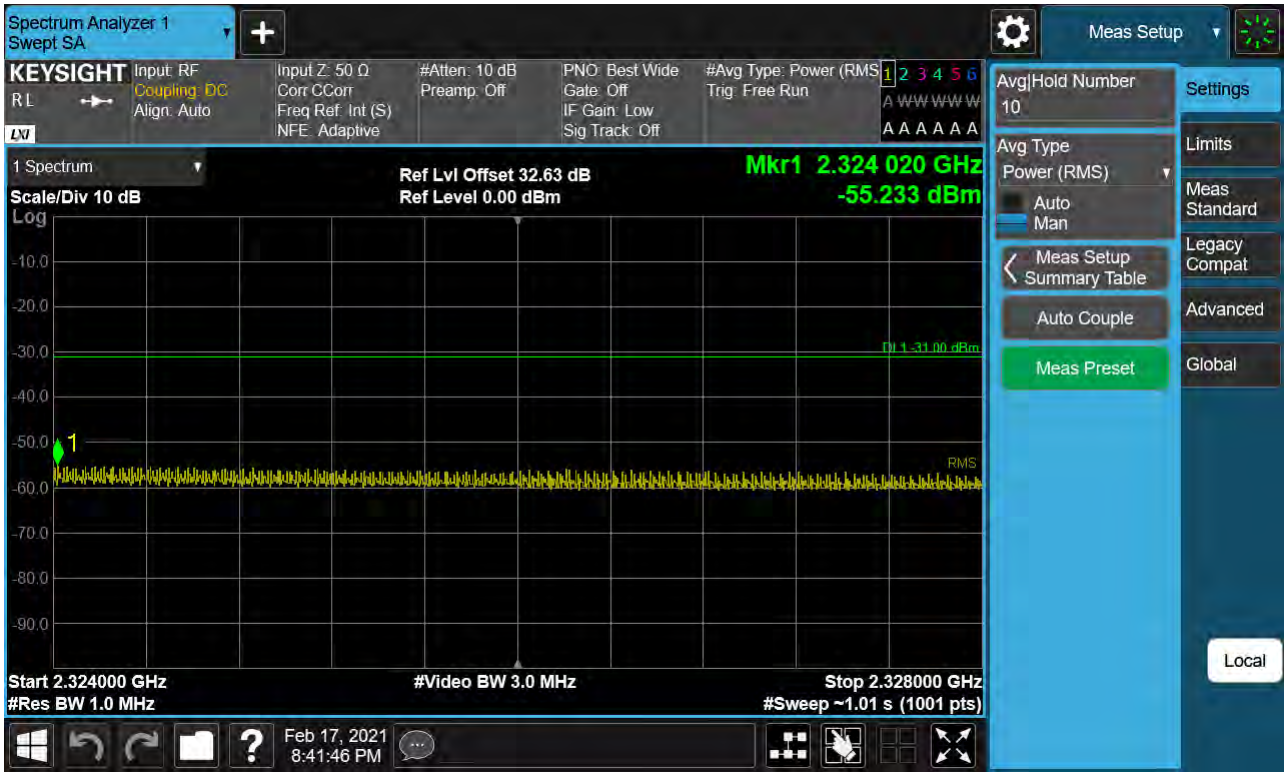 Spectrum Analyzer 1
Swept SA
Meas Setup
KEYSIGHT
RL
LXI
Input: RF
Coupling: DC
Align: Auto
Input Z: 50 Ω
Corr CCorr
Freq Ref: Int (S)
NFE: Adaptive
#Atten: 10 dB
Preamp: Off
PNO: Best Wide
Gate: Off
IF Gain: Low
Sig Track: Off
#Avg Type: Power (RMS
Trig: Free Run
1 2 3 4 5 6
A W W W W W
A A A A A A
1 Spectrum
Scale/Div 10 dB
Log
Ref Lvl Offset 32.63 dB
Ref Level 0.00 dBm
Mkr1 2.324 020 GHz
-55.233 dBm
-10.0
-20.0
-30.0
DL1 -31.00 dBm
-40.0
-50.0
1
RMS
-60.0
-70.0
-80.0
-90.0
Start 2.324000 GHz
#Video BW 3.0 MHz
Stop 2.328000 GHz
#Res BW 1.0 MHz
#Sweep ~1.01 s (1001 pts)
Avg|Hold Number
10
Avg Type
Power (RMS)
Auto
Man
Meas Setup
Summary Table
Auto Couple
Meas Preset
Settings
Limits
Meas
Standard
Legacy
Compat
Advanced
Global
Local
?
Feb 17, 2021
8:41:46 PM